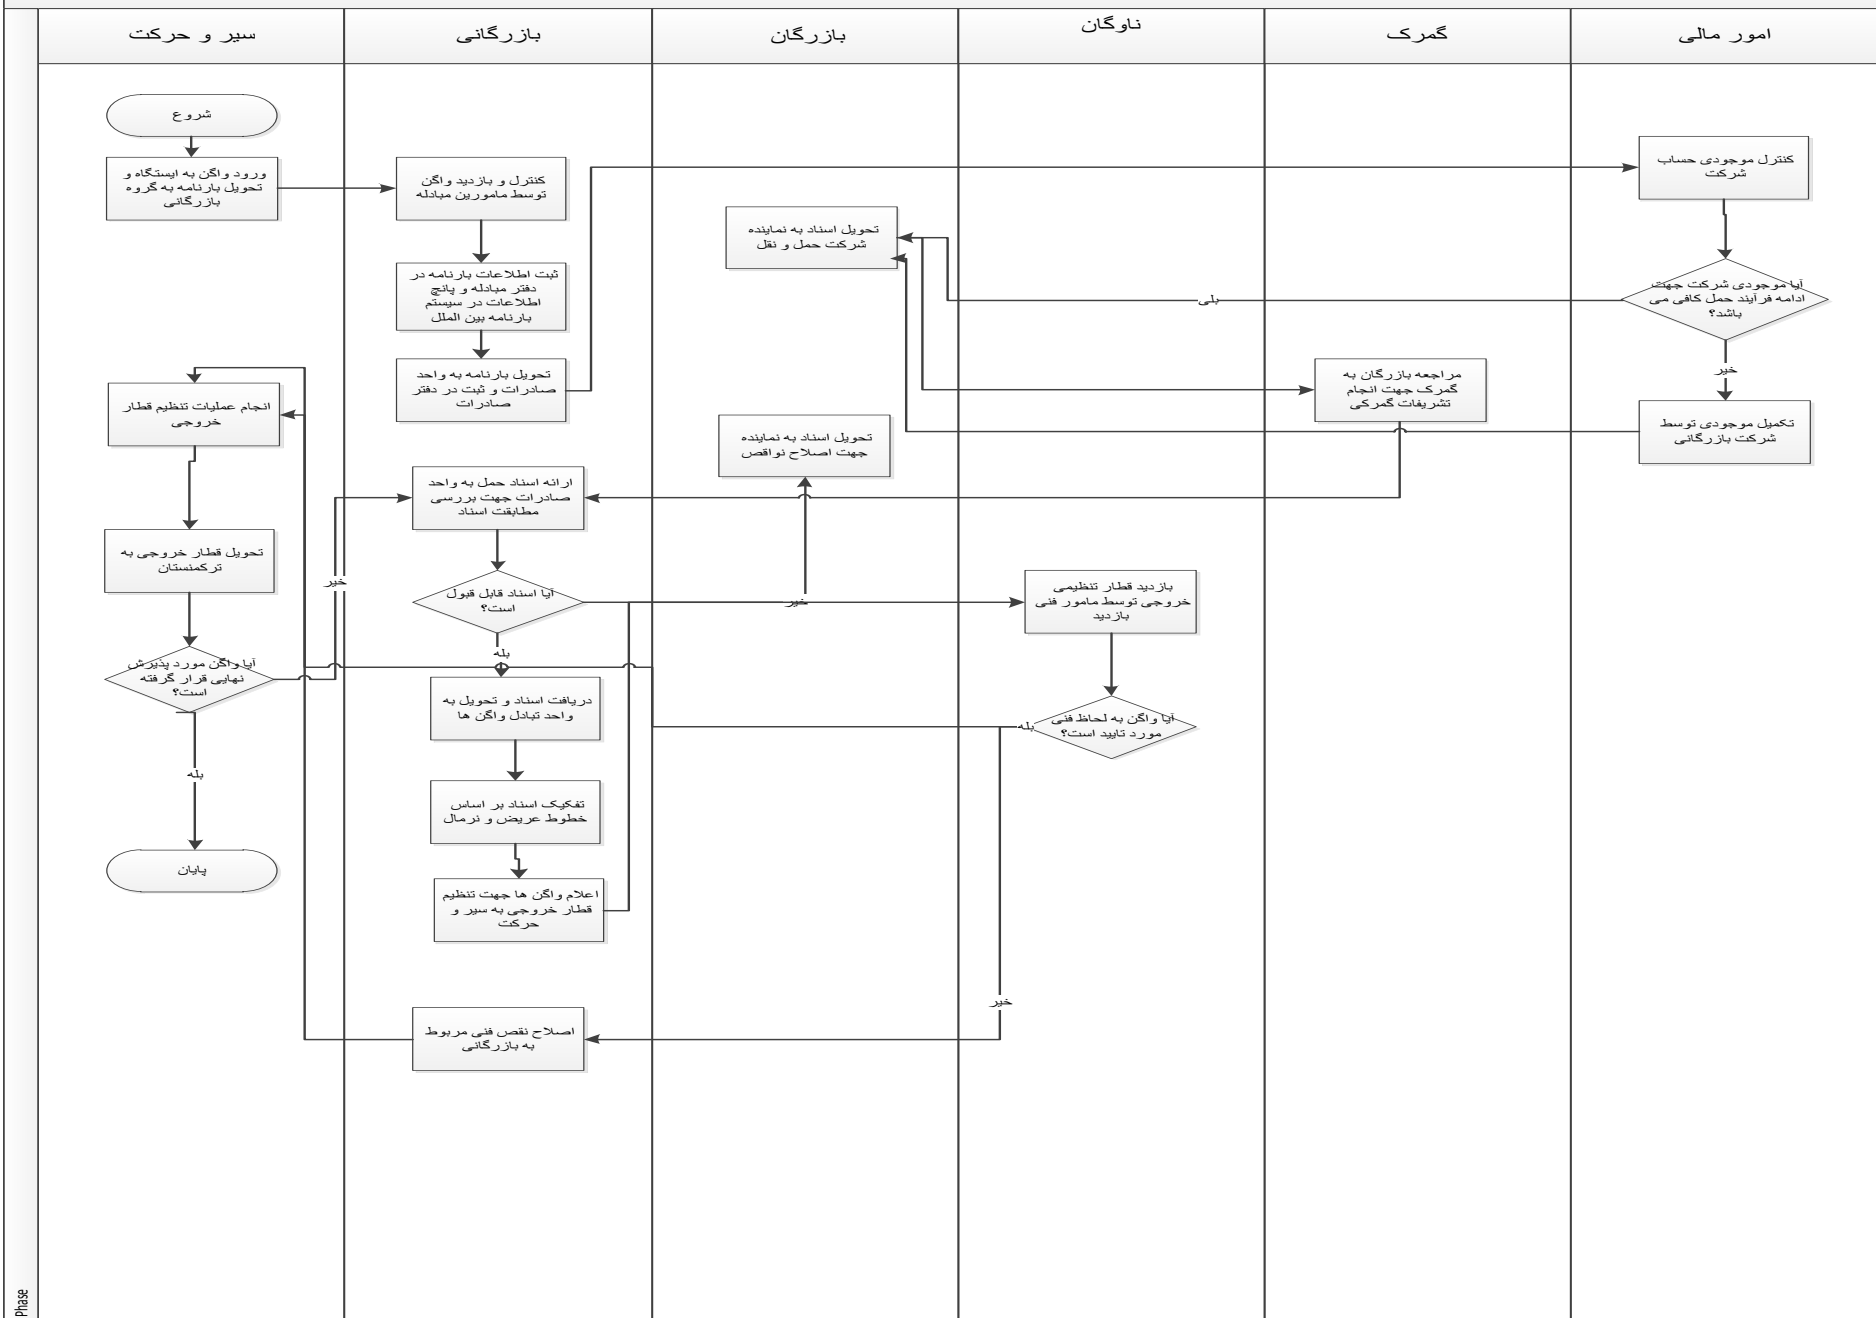 سیر و حرکت
بازرگانی
بازرگان
ناوگان
گمرک
امور مالی
شروع
ورود واگن به ایستگاه و
تحویل بارنامه به گروه
بازرگانی
کنترل و بازدید واگن
توسط مامورین مبادله
ثبت اطلاعات بارنامه در
دفتر مبادله و پانچ
اطلاعات در سیستم
بارنامه بین الملل
تحویل بارنامه به واحد
صادرات و ثبت در دفتر
صادرات
کنترل موجودی حساب
شرکت
آیا موجودی شرکت جهت
ادامه فرآیند حمل کافی می
باشد؟
بلی
خیر
تکمیل موجودی توسط
شرکت بازرگانی
تحویل اسناد به نماینده
شرکت حمل و نقل
مراجعه بازرگان به
گمرک جهت انجام
تشریفات گمرکی
تحویل اسناد به نماینده
جهت اصلاح نواقص
ارائه اسناد حمل به واحد
صادرات جهت بررسی
مطابقت اسناد
آیا اسناد قابل قبول
است؟
خیر
بله
دریافت اسناد و تحویل به
واحد تبادل واگن ها
تفکیک اسناد بر اساس
خطوط عریض و نرمال
اعلام واگن ها جهت تنظیم
قطار خروجی به سیر و
حرکت
بازدید قطار تنظیمی
خروجی توسط مامور فنی
بازدید
آیا واگن به لحاظ فنی
مورد تایید است؟
بله
خیر
اصلاح نقص فنی مربوط
به بازرگانی
انجام عملیات تنظیم قطار
خروجی
تحویل قطار خروجی به
ترکمنستان
آیا واگن مورد پذیرش
نهایی قرار گرفته
است؟
خیر
بله
پایان
Phase